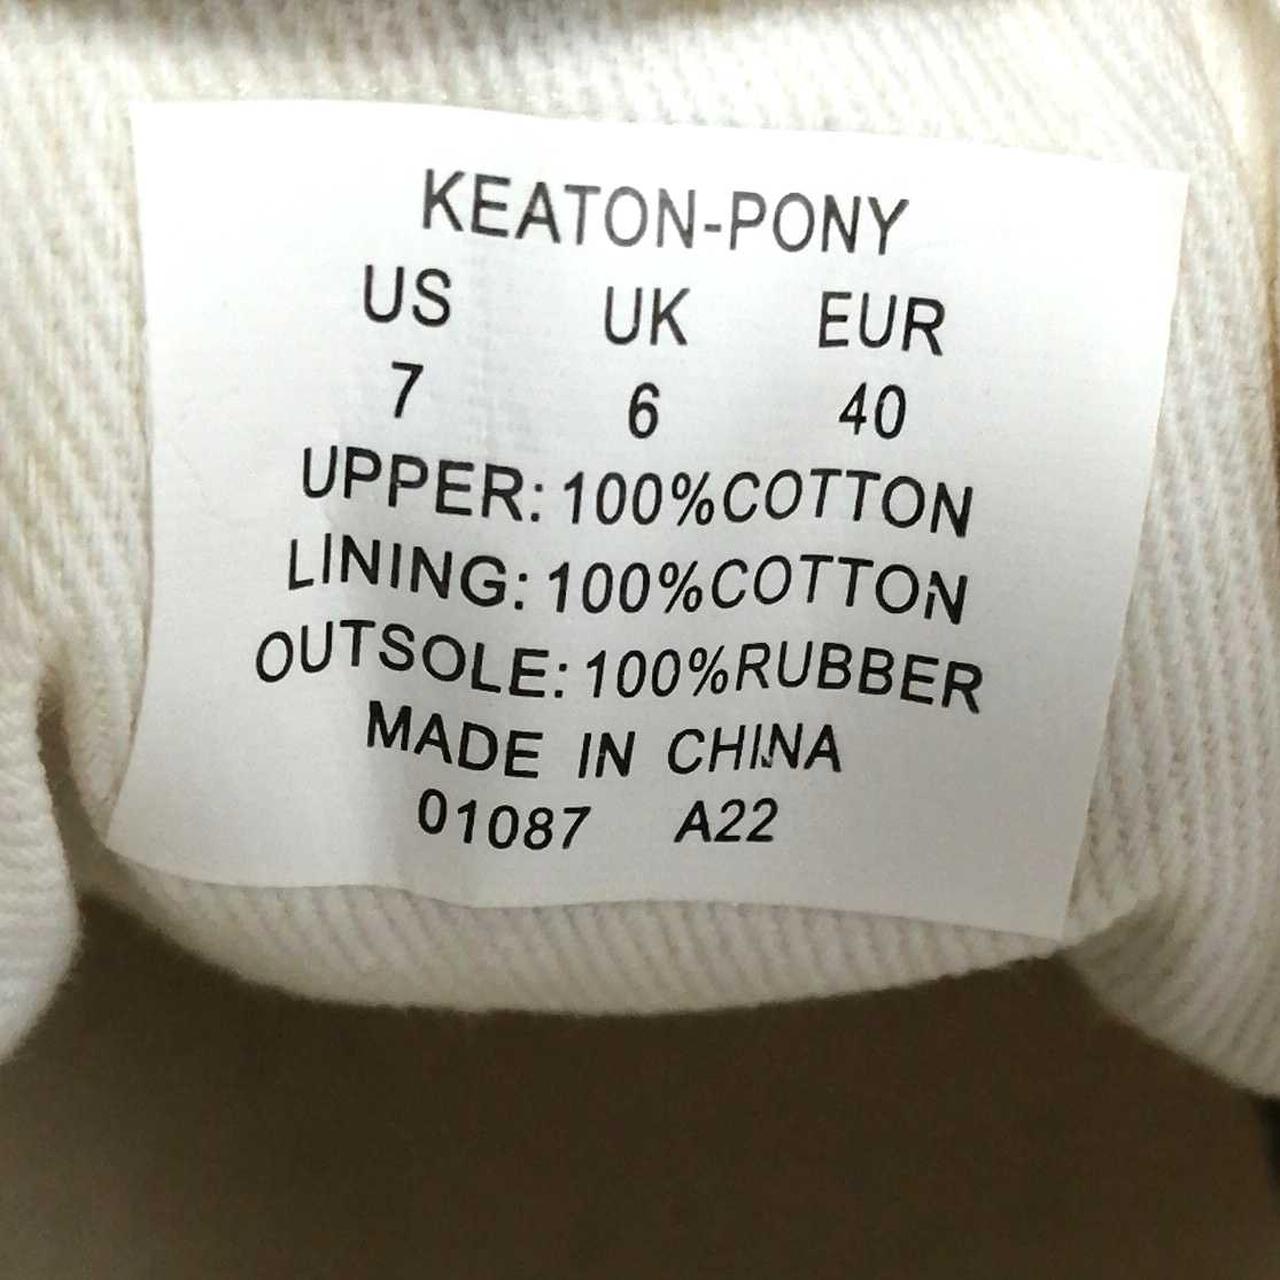 KEATON-PONY
US UK EUR
7 6 40
UPPER: 100%COTTON
LINING: 100%COTTON
OUTSOLE: 100%RUBBER
MADE IN CHINA
01087 A22